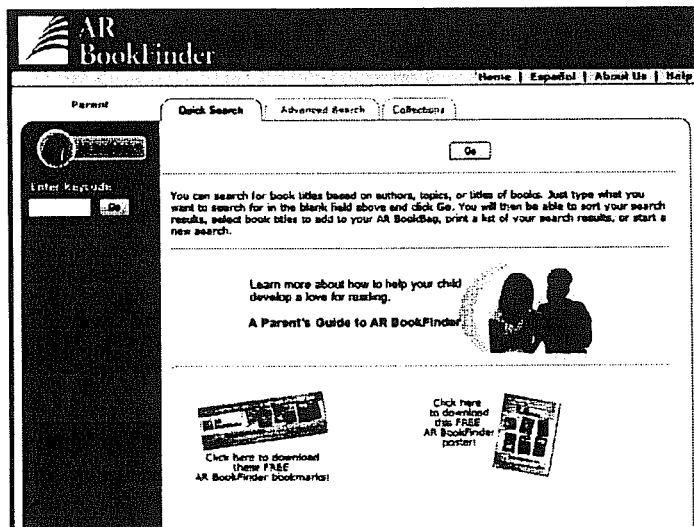 AR
BookFinder
Home | Español | About Us | Help
Parent
Quick Search
Advanced Search
Collections
Go
Enter Keycode
Go
You can search for book titles based on authors, topics, or titles of books. Just type what you
want to search for in the blank field above and click Go. You will then be able to sort your search
results, select book titles to add to your AR BookBag, print a list of your search results, or start a
new search.
Learn more about how to help your child
develop a love for reading.
A Parent's Guide to AR BookFinder
Click here to download
these FREE
AR BookFinder bookmarks!
Click here
to download
this FREE
AR BookFinder
poster!